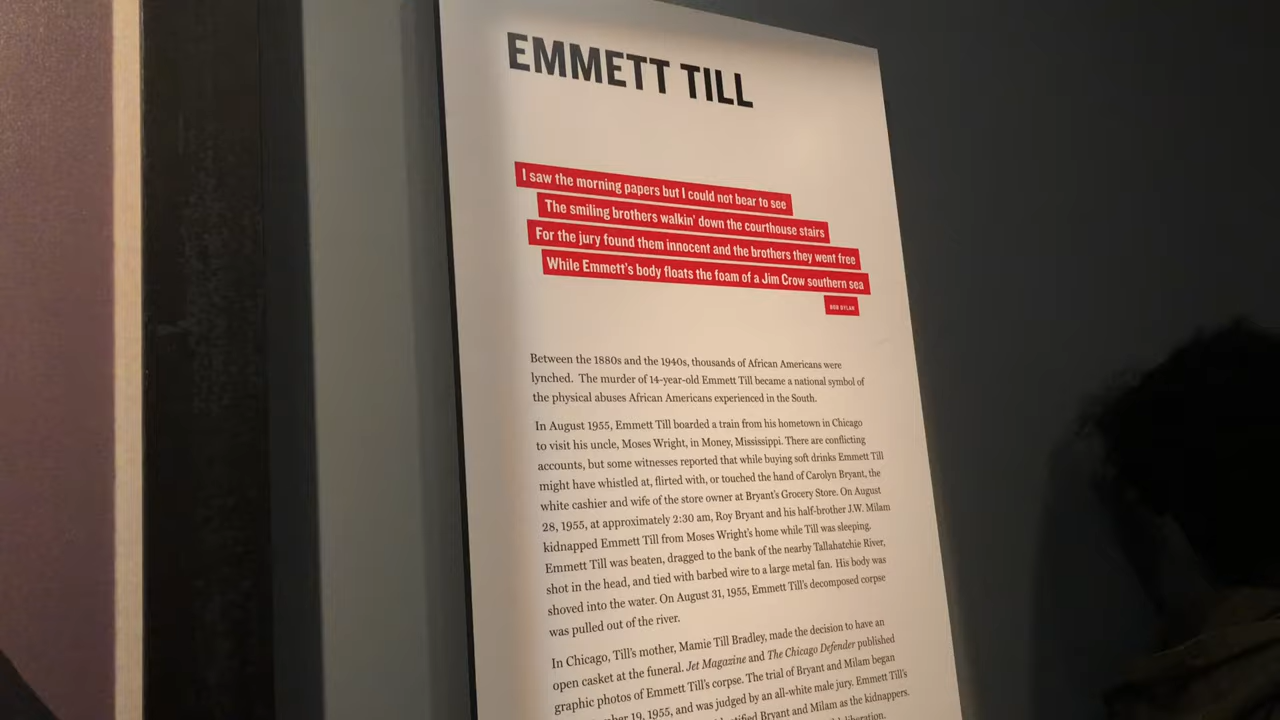 EMMETT TILL
I saw the morning papers but I could not bear to see
The smiling brothers walkin' down the courthouse stairs
For the jury found them innocent and the brothers they went free
While Emmett's body floats the foam of a Jim Crow southern sea
BOB DYLAN
Between the 1880s and the 1940s, thousands of African Americans were
lynched. The murder of 14-year-old Emmett Till became a national symbol of
the physical abuses African Americans experienced in the South.
In August 1955, Emmett Till boarded a train from his hometown in Chicago
to visit his uncle, Moses Wright, in Money, Mississippi. There are conflicting
accounts, but some witnesses reported that while buying soft drinks Emmett Till
might have whistled at, flirted with, or touched the hand of Carolyn Bryant, the
white cashier and wife of the store owner at Bryant's Grocery Store. On August
28, 1955, at approximately 2:30 am, Roy Bryant and his half-brother J.W. Milam
kidnapped Emmett Till from Moses Wright's home while Till was sleeping.
Emmett Till was beaten, dragged to the bank of the nearby Tallahatchie River,
shot in the head, and tied with barbed wire to a large metal fan. His body was
shoved into the water. On August 31, 1955, Emmett Till's decomposed corpse
was pulled out of the river.
In Chicago, Till's mother, Mamie Till Bradley, made the decision to have an
open casket at the funeral. Jet Magazine and The Chicago Defender published
graphic photos of Emmett Till's corpse. The trial of Bryant and Milam began
19, 1955, and was judged by an all-white male jury. Emmett Till's
Bryant and Milam as the kidnappers.
deliberation.